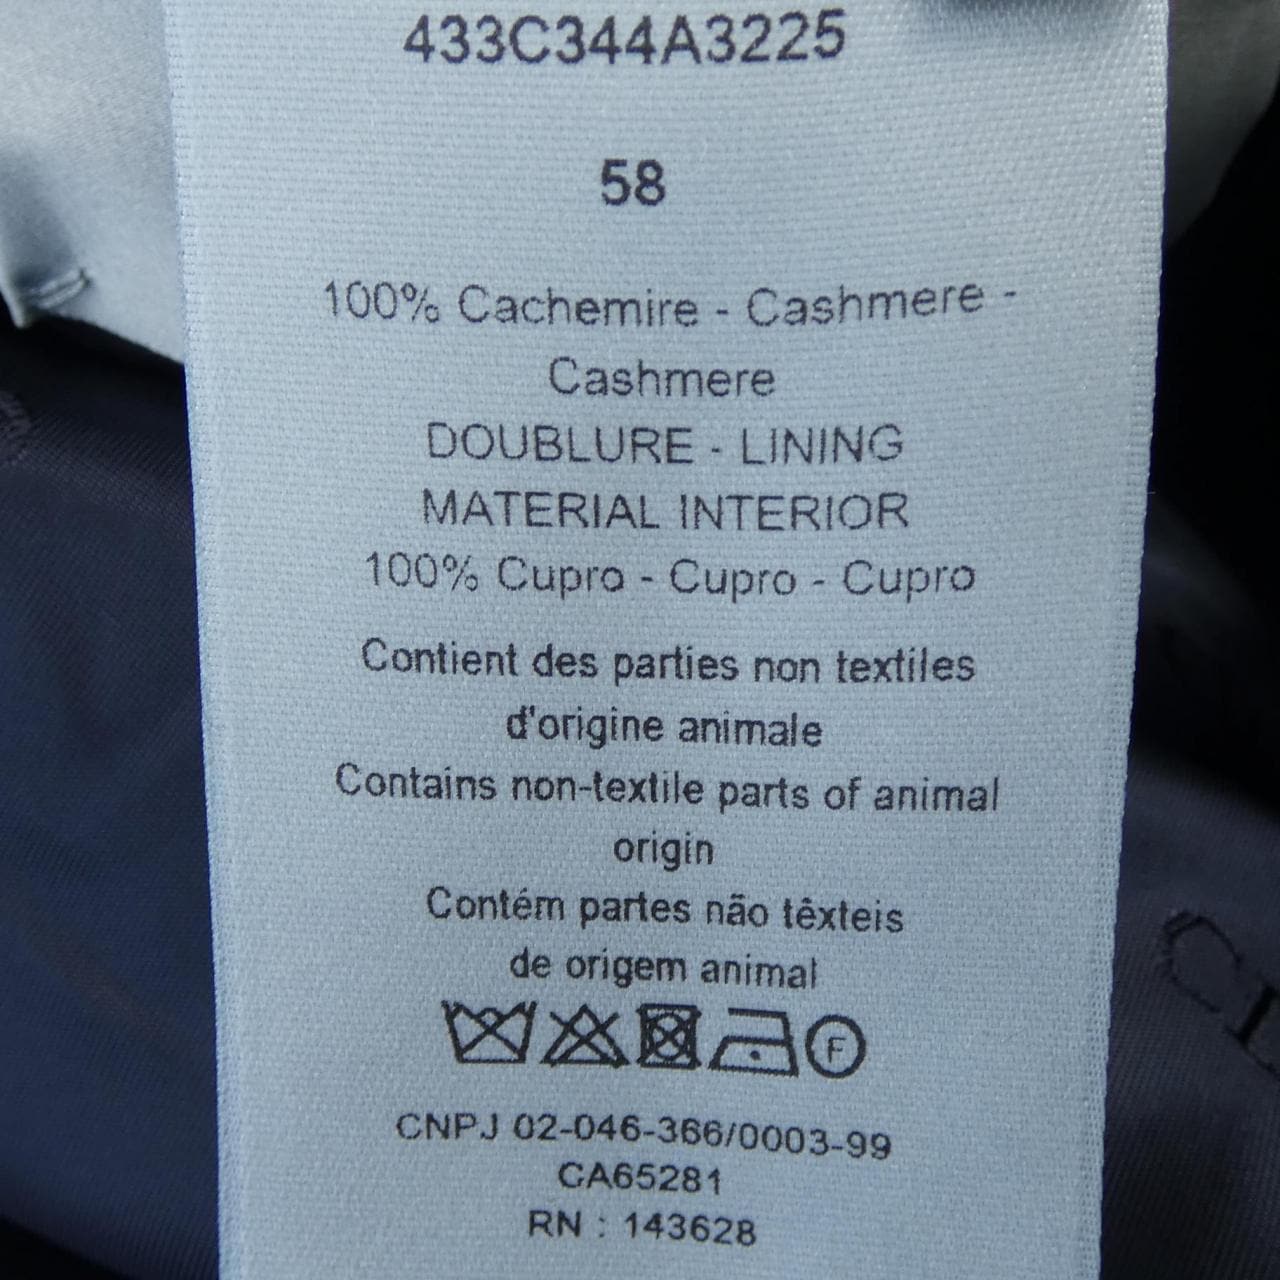 433C344A3225
58
100% Cachemire - Cashmere -
Cashmere
DOUBLURE - LINING
MATERIAL INTERIOR
100% Cupro - Cupro - Cupro
Contient des parties non textiles
d'origine animale
Contains non-textile parts of animal
origin
Contém partes não têxteis
de origem animal
F
CNPJ 02-046-366/0003-99
CA65281
RN : 143628